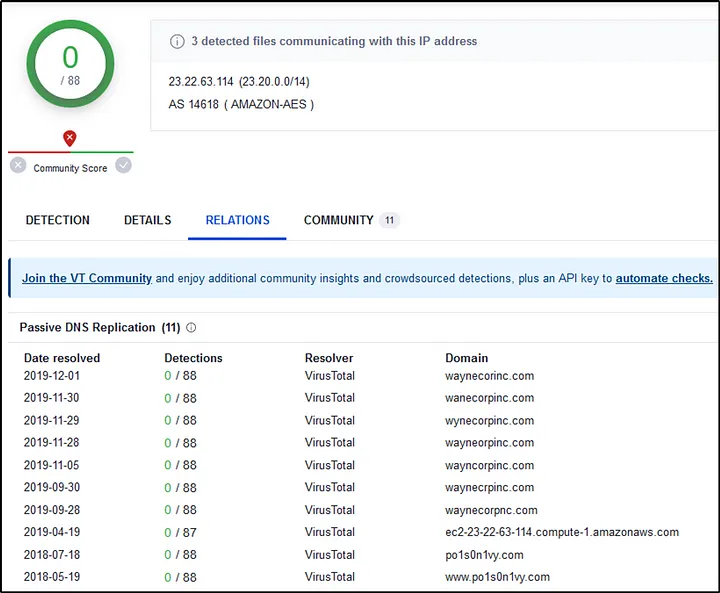 0
/ 88
3 detected files communicating with this IP address
23.22.63.114 (23.20.0.0/14)
AS 14618 ( AMAZON-AES )
Community Score
DETECTION DETAILS RELATIONS COMMUNITY 11
Join the VT Community and enjoy additional community insights and crowdsourced detections, plus an API key to automate checks.
Passive DNS Replication (11)
Date resolved Detections Resolver Domain
2019-12-01 0 / 88 VirusTotal waynecorinc.com
2019-11-30 0 / 88 VirusTotal wanecorpinc.com
2019-11-29 0 / 88 VirusTotal wynecorpinc.com
2019-11-28 0 / 88 VirusTotal wayneorpinc.com
2019-11-05 0 / 88 VirusTotal wayncorpinc.com
2019-09-30 0 / 88 VirusTotal waynecrpinc.com
2019-09-28 0 / 88 VirusTotal waynecorpnc.com
2019-04-19 0 / 87 VirusTotal ec2-23-22-63-114.compute-1.amazonaws.com
2018-07-18 0 / 88 VirusTotal po1s0n1vy.com
2018-05-19 0 / 88 VirusTotal www.po1s0n1vy.com